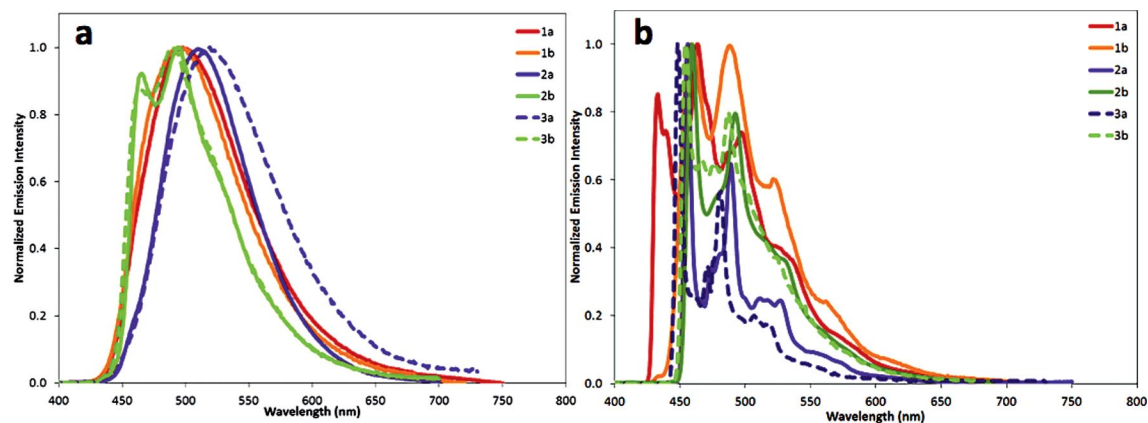 a
1a
1b
2a
2b
3a
3b
Normalized Emission Intensity
1.0
0.8
0.6
0.4
0.2
0.0
400 450 500 550 600 650 700 750 800
Wavelength (nm)
b
1a
1b
2a
2b
3a
3b
Normalized Emission Intensity
1.0
0.8
0.6
0.4
0.2
0.0
400 450 500 550 600 650 700 750 800
Wavelength (nm)